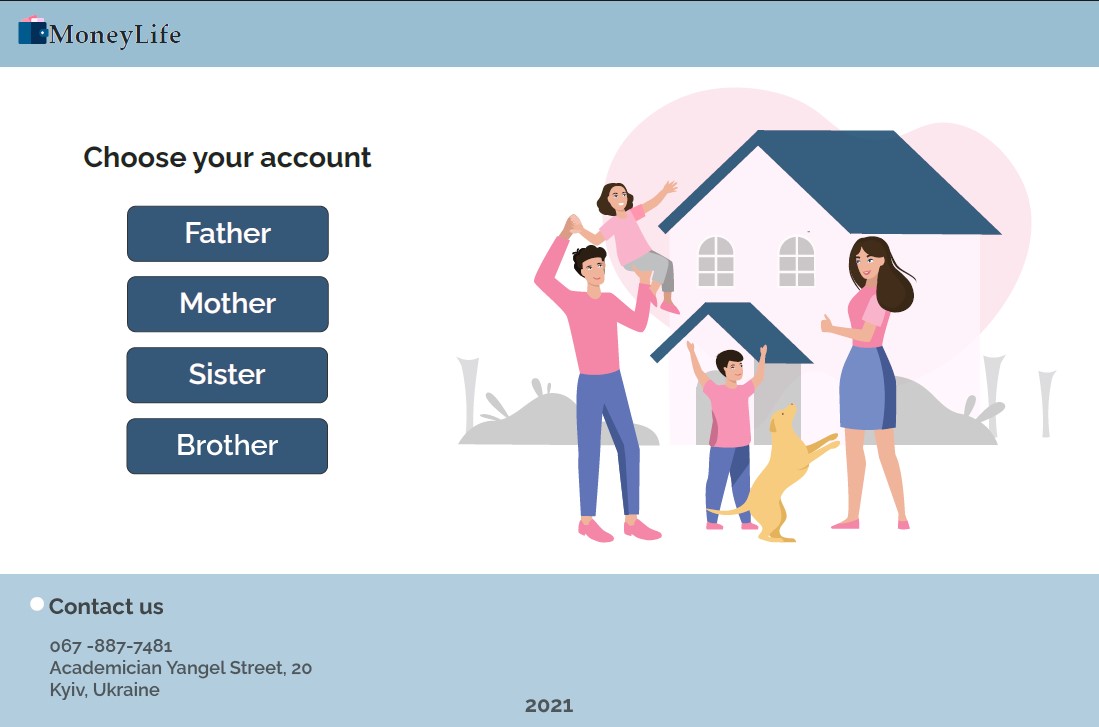 MoneyLife
Choose your account
Father
Mother
Sister
Brother
Contact us
067 -887-7481
Academician Yangel Street, 20
Kyiv, Ukraine
2021